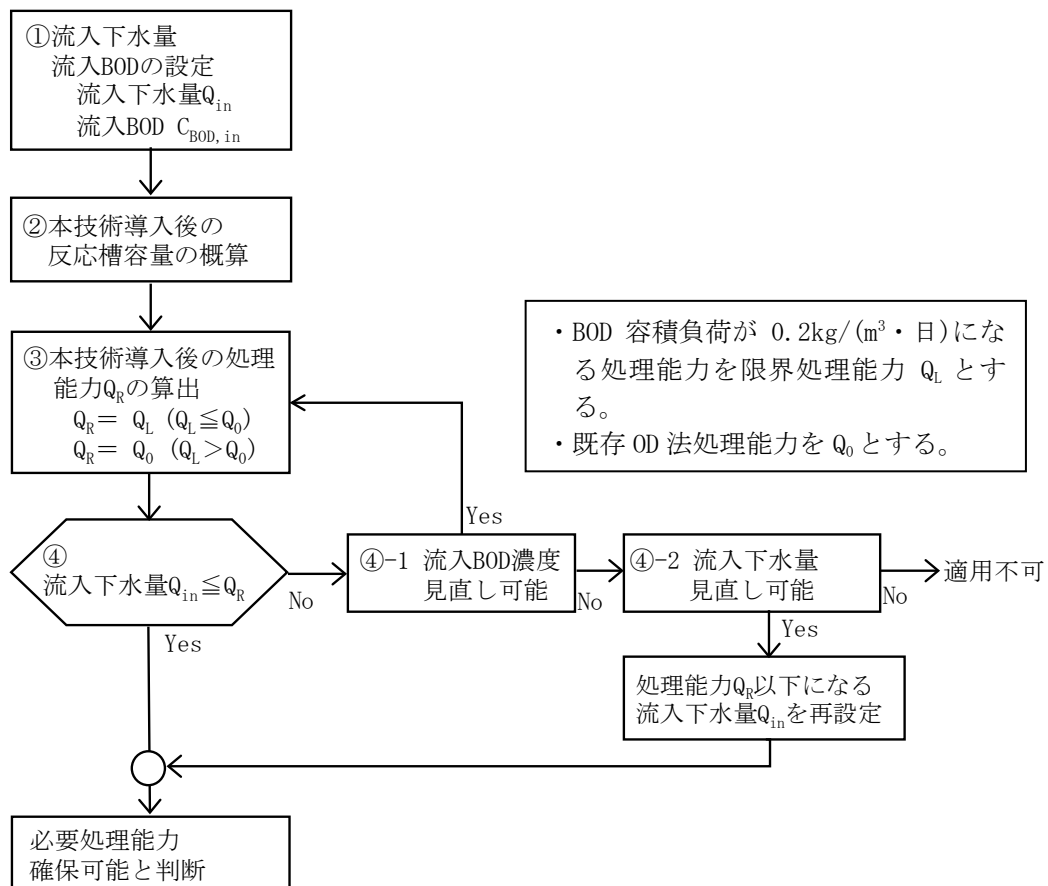 ①流入下水量
流入BODの設定
流入下水量Q_in
流入BOD C_BOD,in
②本技術導入後の
反応槽容量の概算
③本技術導入後の処理
能力Q_Rの算出
Q_R＝ Q_L (Q_L≦Q_0)
Q_R＝ Q_0 (Q_L>Q_0)
・BOD 容積負荷が 0.2kg/(m³・日)にな
る処理能力を限界処理能力 Q_L とす
る。
・既存 OD 法処理能力を Q_0 とする。
Yes
④
流入下水量Q_in≦Q_R
No
④-1 流入BOD濃度
見直し可能
No
④-2 流入下水量
見直し可能
No
適用不可
Yes
Yes
処理能力Q_R以下になる
流入下水量Q_inを再設定
必要処理能力
確保可能と判断